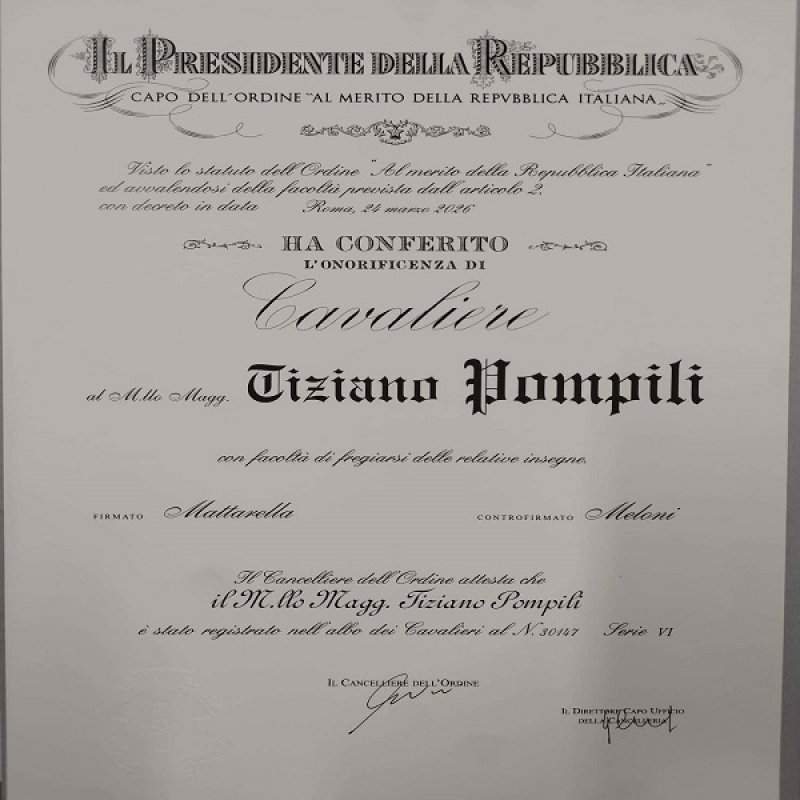 IL PRESIDENTE DELLA REPUBBLICA
CAPO DELL'ORDINE "AL MERITO DELLA REPVBBLICA ITALIANA„
Visto lo statuto dell'Ordine "Al merito della Repubblica Italiana"
ed avvalendosi della facoltà prevista dall'articolo 2,
con decreto in data Roma, 24 marzo 2026
HA CONFERITO
L'ONORIFICENZA DI
Cavaliere
al M.llo Magg. Tiziano Pompili
con facoltà di fregiarsi delle relative insegne.
FIRMATO Mattarella CONTROFIRMATO Meloni
Il Cancelliere dell'Ordine attesta che
il M.llo Magg. Tiziano Pompili
è stato registrato nell'albo dei Cavalieri al N. 30147 Serie VI
IL CANCELLIERE DELL'ORDINE
IL DIRETTORE CAPO UFFICIO
DELLA CANCELLERIA